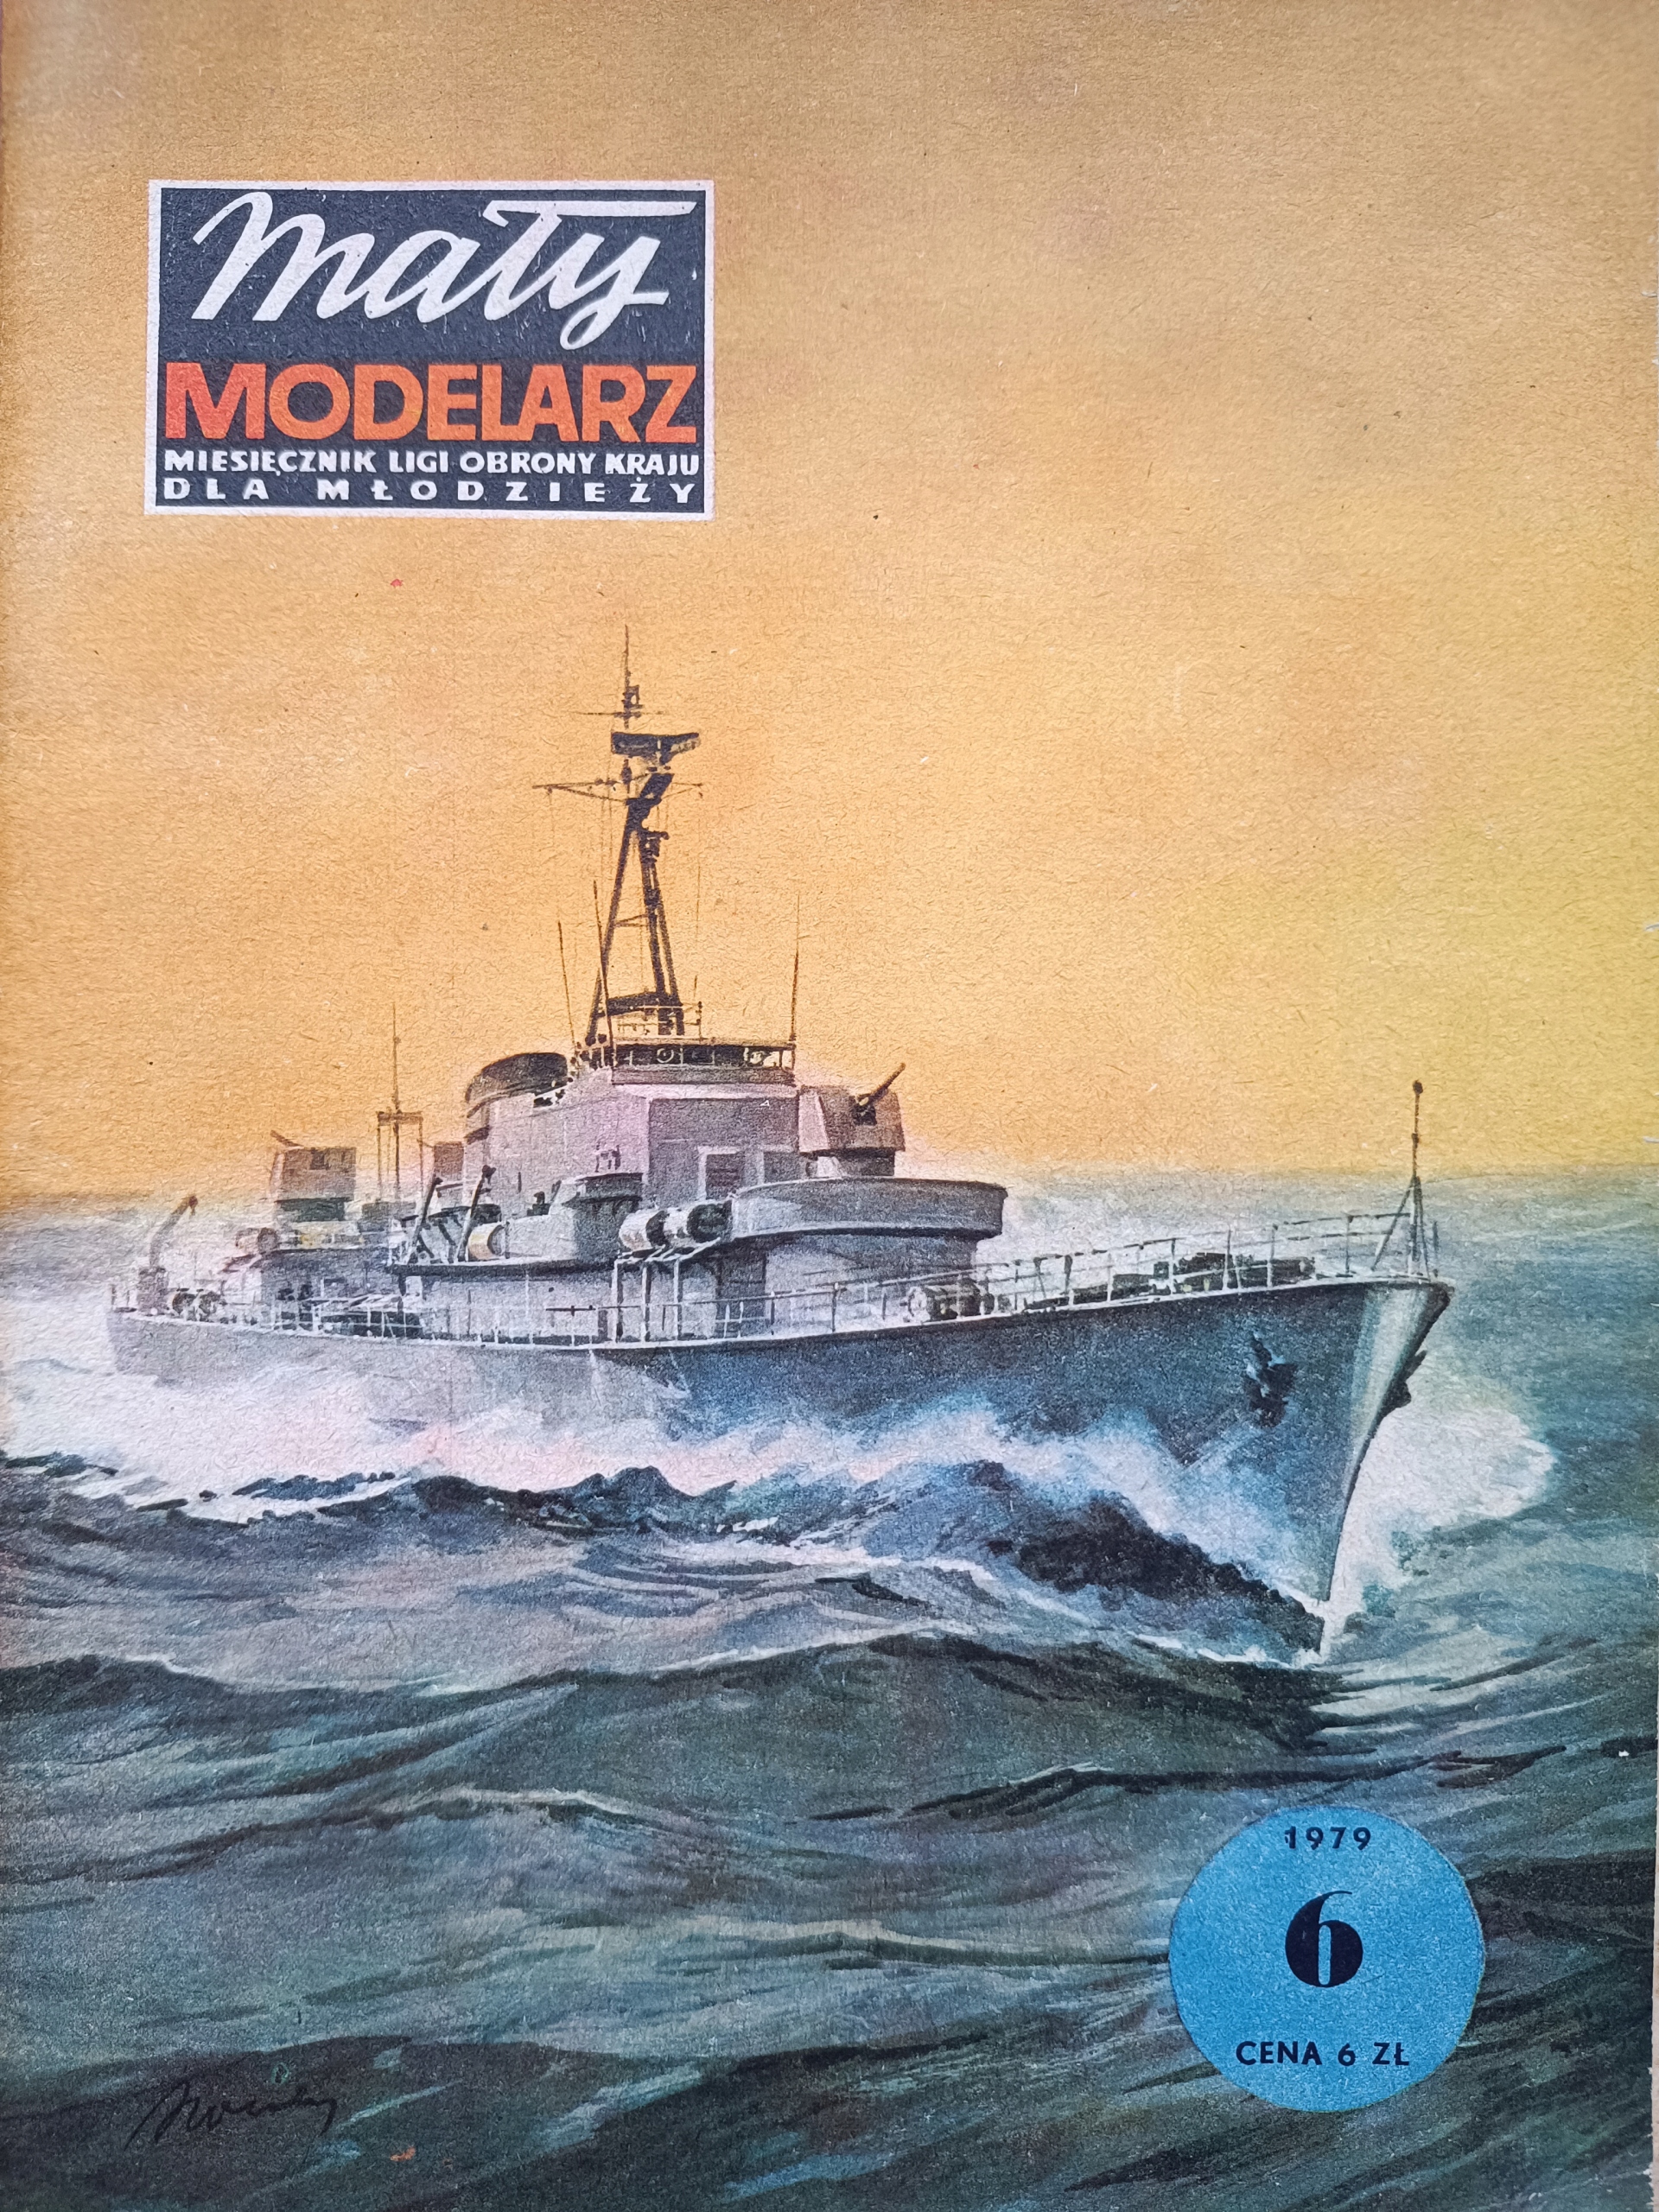 mały
MODELARZ
MIESIĘCZNIK LIGI OBRONY KRAJU
DLA MŁODZIEŻY
1979
6
CENA 6 ZŁ